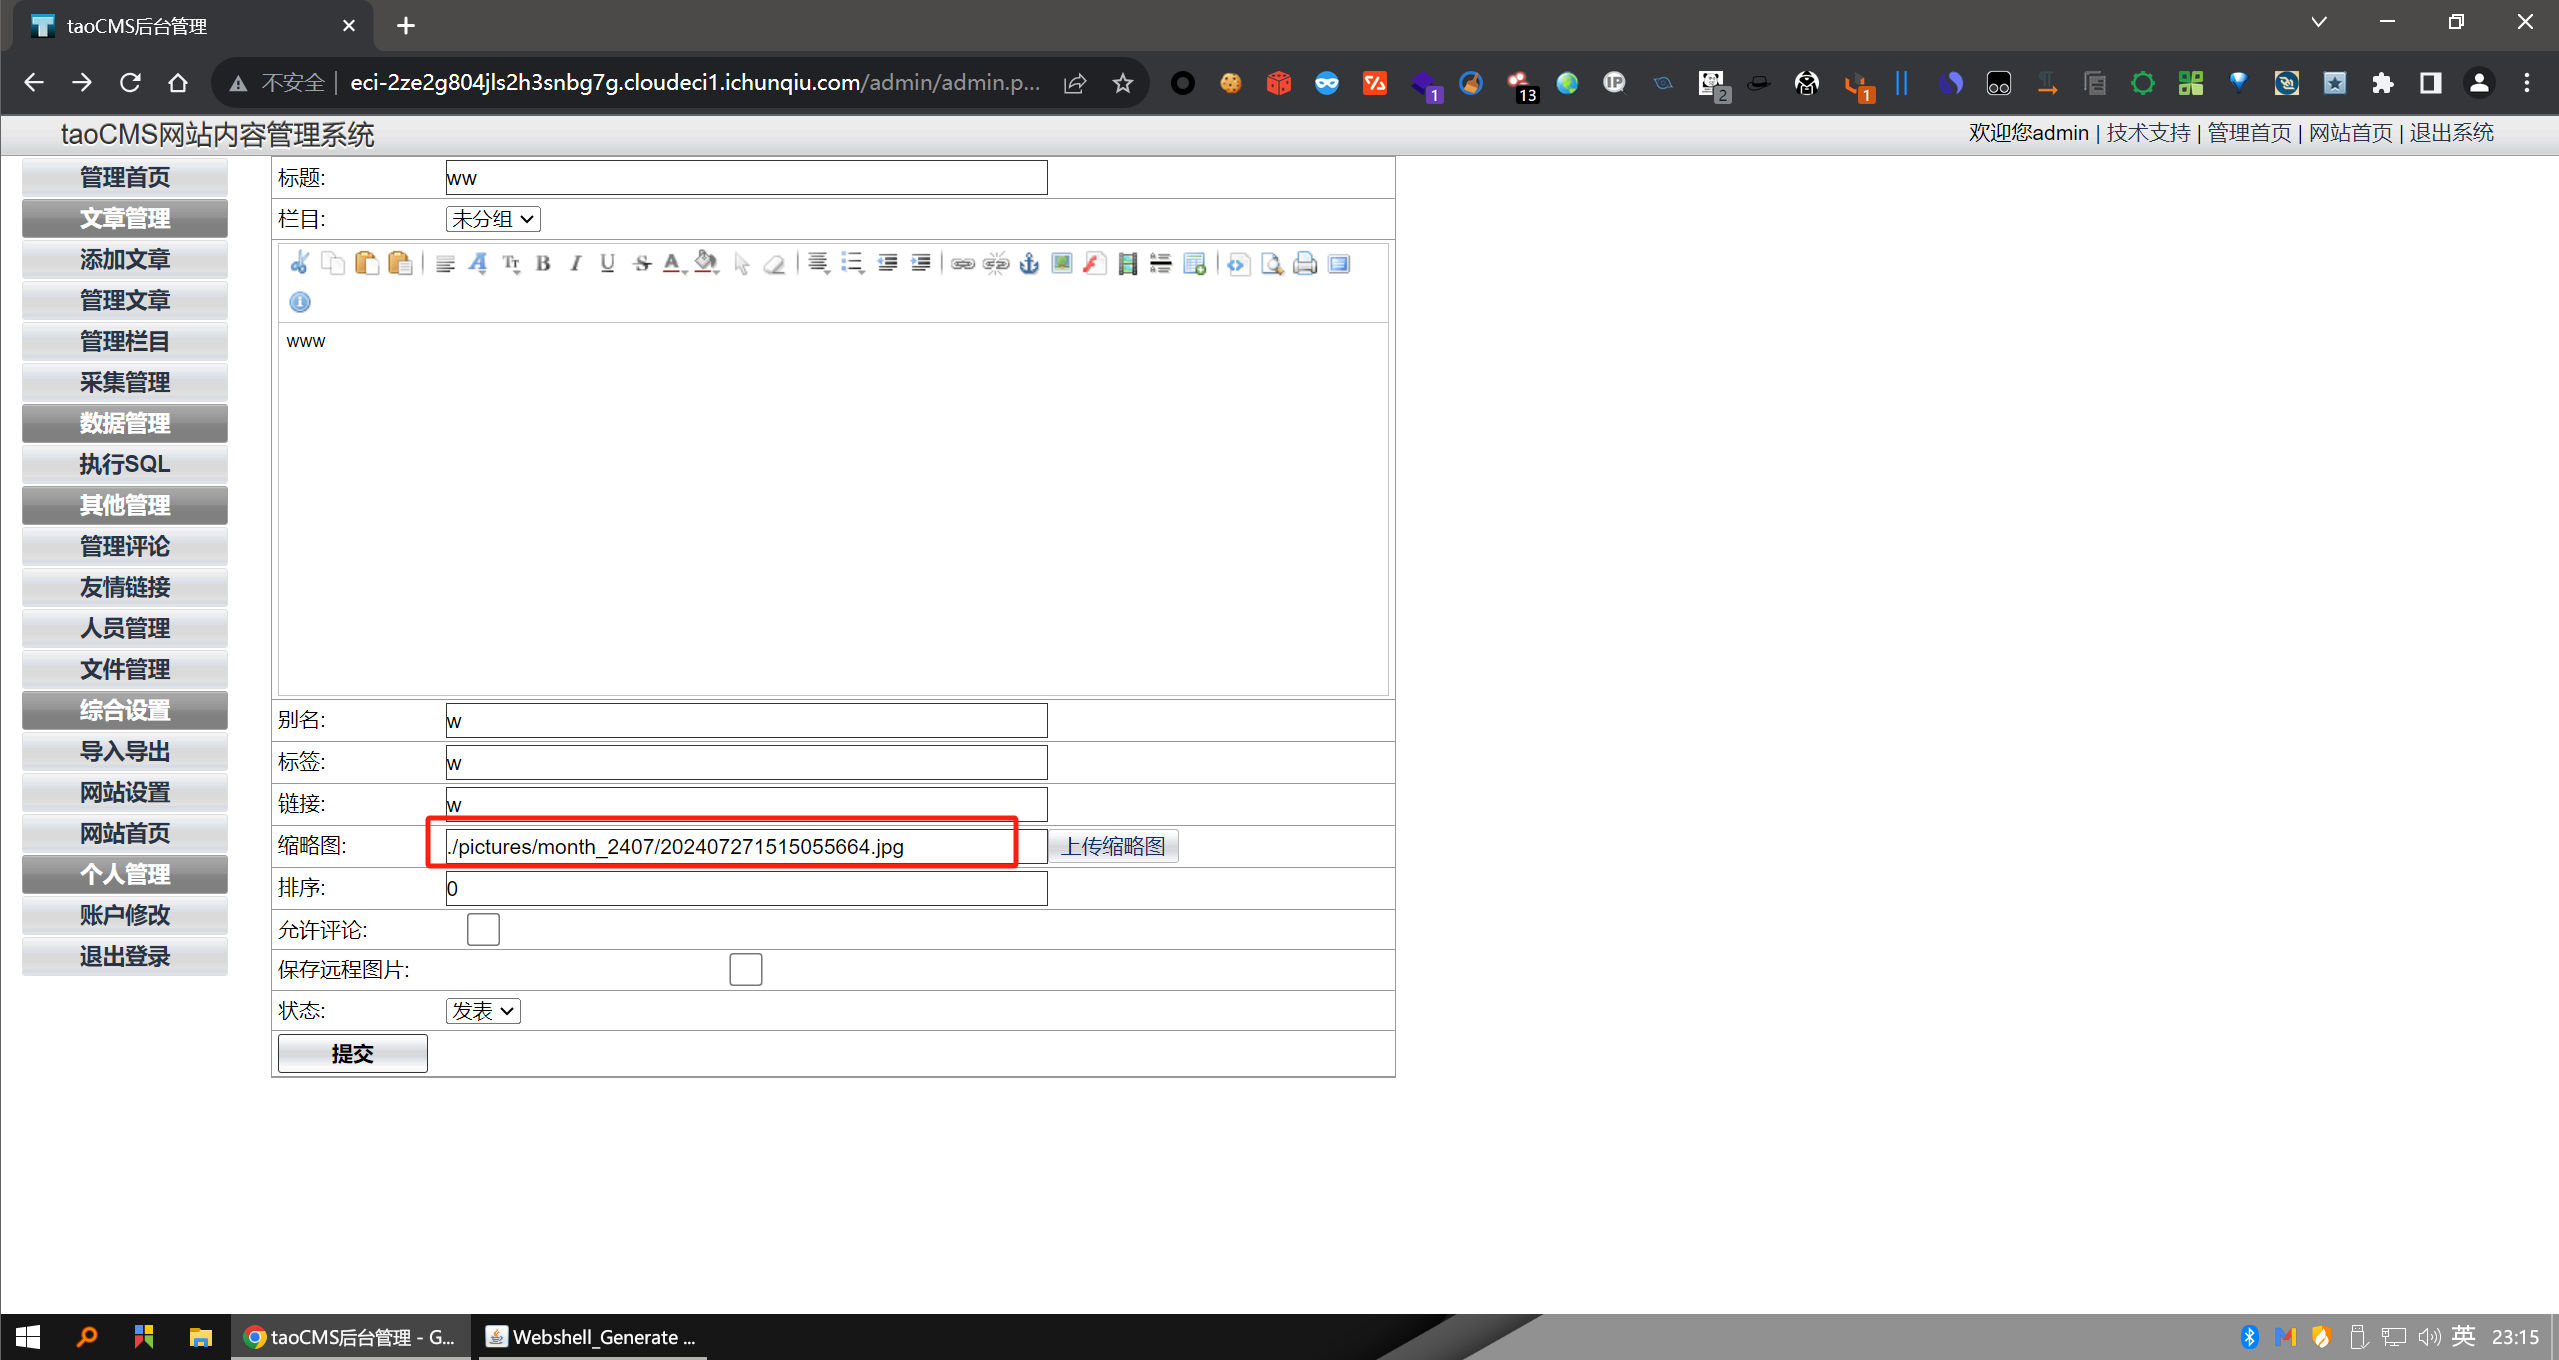 taoCMS后台管理
不安全 | eci-2ze2g804jls2h3snbg7g.cloudeci1.ichunqiu.com/admin/admin.p...
1
13
2
1
taoCMS网站内容管理系统
欢迎您admin | 技术支持 | 管理首页 | 网站首页 | 退出系统
管理首页
文章管理
添加文章
管理文章
管理栏目
采集管理
数据管理
执行SQL
其他管理
管理评论
友情链接
人员管理
文件管理
综合设置
导入导出
网站设置
网站首页
个人管理
账户修改
退出登录
标题: ww
栏目: 未分组
www
别名: w
标签: w
链接: w
缩略图: ./pictures/month_2407/202407271515055664.jpg 上传缩略图
排序: 0
允许评论:
保存远程图片:
状态: 发表
提交
taoCMS后台管理 - G...
Webshell_Generate ...
英 23:15